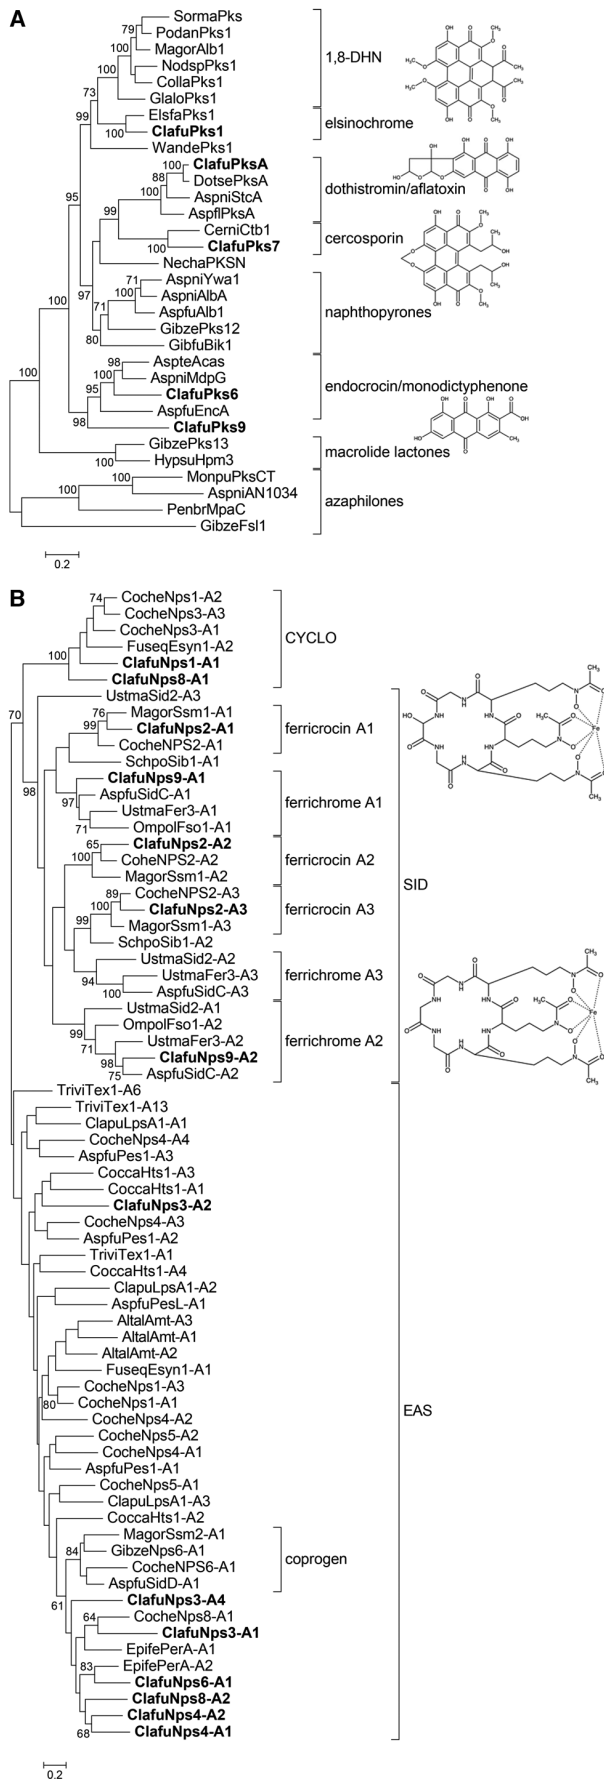 A
SormaPks
79
PodanPks1
100
MagorAlb1
NodspPks1
100
CollaPks1
73
GlaloPks1
1,8-DHN
ElsfaPks1
99
100
ClafuPks1
elsinochrome
WandePks1
100
ClafuPksA
88
DotsePksA
100
AspniStcA
95
99
AspflPksA
dothistromin/aflatoxin
CerniCtb1
100
ClafuPks7
cercosporin
NechaPKSN
97
71
AspniYwa1
100
AspniAlbA
100
71
AspfuAlb1
GibzePks12
80
GibfuBik1
naphthopyrones
98
AspteAcas
100
100
AspniMdpG
95
ClafuPks6
AspfuEncA
98
ClafuPks9
endocrocin/monodictyphenone
GibzePks13
100
HypsuHpm3
macrolide lactones
MonpuPksCT
100
100
AspniAN1034
PenbrMpaC
GibzeFsl1
azaphilones
0.2
B
74
CocheNps1-A2
CocheNps3-A3
CocheNps3-A1
FuseqEsyn1-A2
100
ClafuNps1-A1
ClafuNps8-A1
CYCLO
70
UstmaSid2-A3
76
MagorSsm1-A1
99
ClafuNps2-A1
CocheNPS2-A1
ferricrocin A1
98
SchpoSib1-A1
ClafuNps9-A1
97
AspfuSidC-A1
UstmaFer3-A1
71
OmpolFso1-A1
ferrichrome A1
65
ClafuNps2-A2
100
CoheNPS2-A2
MagorSsm1-A2
ferricrocin A2
SID
89
CocheNPS2-A3
100
ClafuNps2-A3
99
MagorSsm1-A3
ferricrocin A3
SchpoSib1-A2
UstmaSid2-A2
94
UstmaFer3-A3
100
AspfuSidC-A3
ferrichrome A3
UstmaSid2-A1
99
OmpolFso1-A2
71
UstmaFer3-A2
98
ClafuNps9-A2
75
AspfuSidC-A2
ferrichrome A2
TriviTex1-A6
TriviTex1-A13
ClapuLpsA1-A1
CocheNps4-A4
AspfuPes1-A3
CoccaHts1-A3
CoccaHts1-A1
ClafuNps3-A2
CocheNps4-A3
AspfuPes1-A2
TriviTex1-A1
CoccaHts1-A4
ClapuLpsA1-A2
AspfuPesL-A1
AltalAmt-A3
AltalAmt-A1
AltalAmt-A2
FuseqEsyn1-A1
CocheNps1-A3
80
CocheNps1-A1
CocheNps4-A2
EAS
CocheNps5-A2
CocheNps4-A1
AspfuPes1-A1
CocheNps5-A1
ClapuLpsA1-A3
CoccaHts1-A2
MagorSsm2-A1
84
GibzeNps6-A1
CocheNPS6-A1
AspfuSidD-A1
coprogen
61
ClafuNps3-A4
64
CocheNps8-A1
ClafuNps3-A1
EpifePerA-A1
83
EpifePerA-A2
ClafuNps6-A1
ClafuNps8-A2
ClafuNps4-A2
68
ClafuNps4-A1
0.2